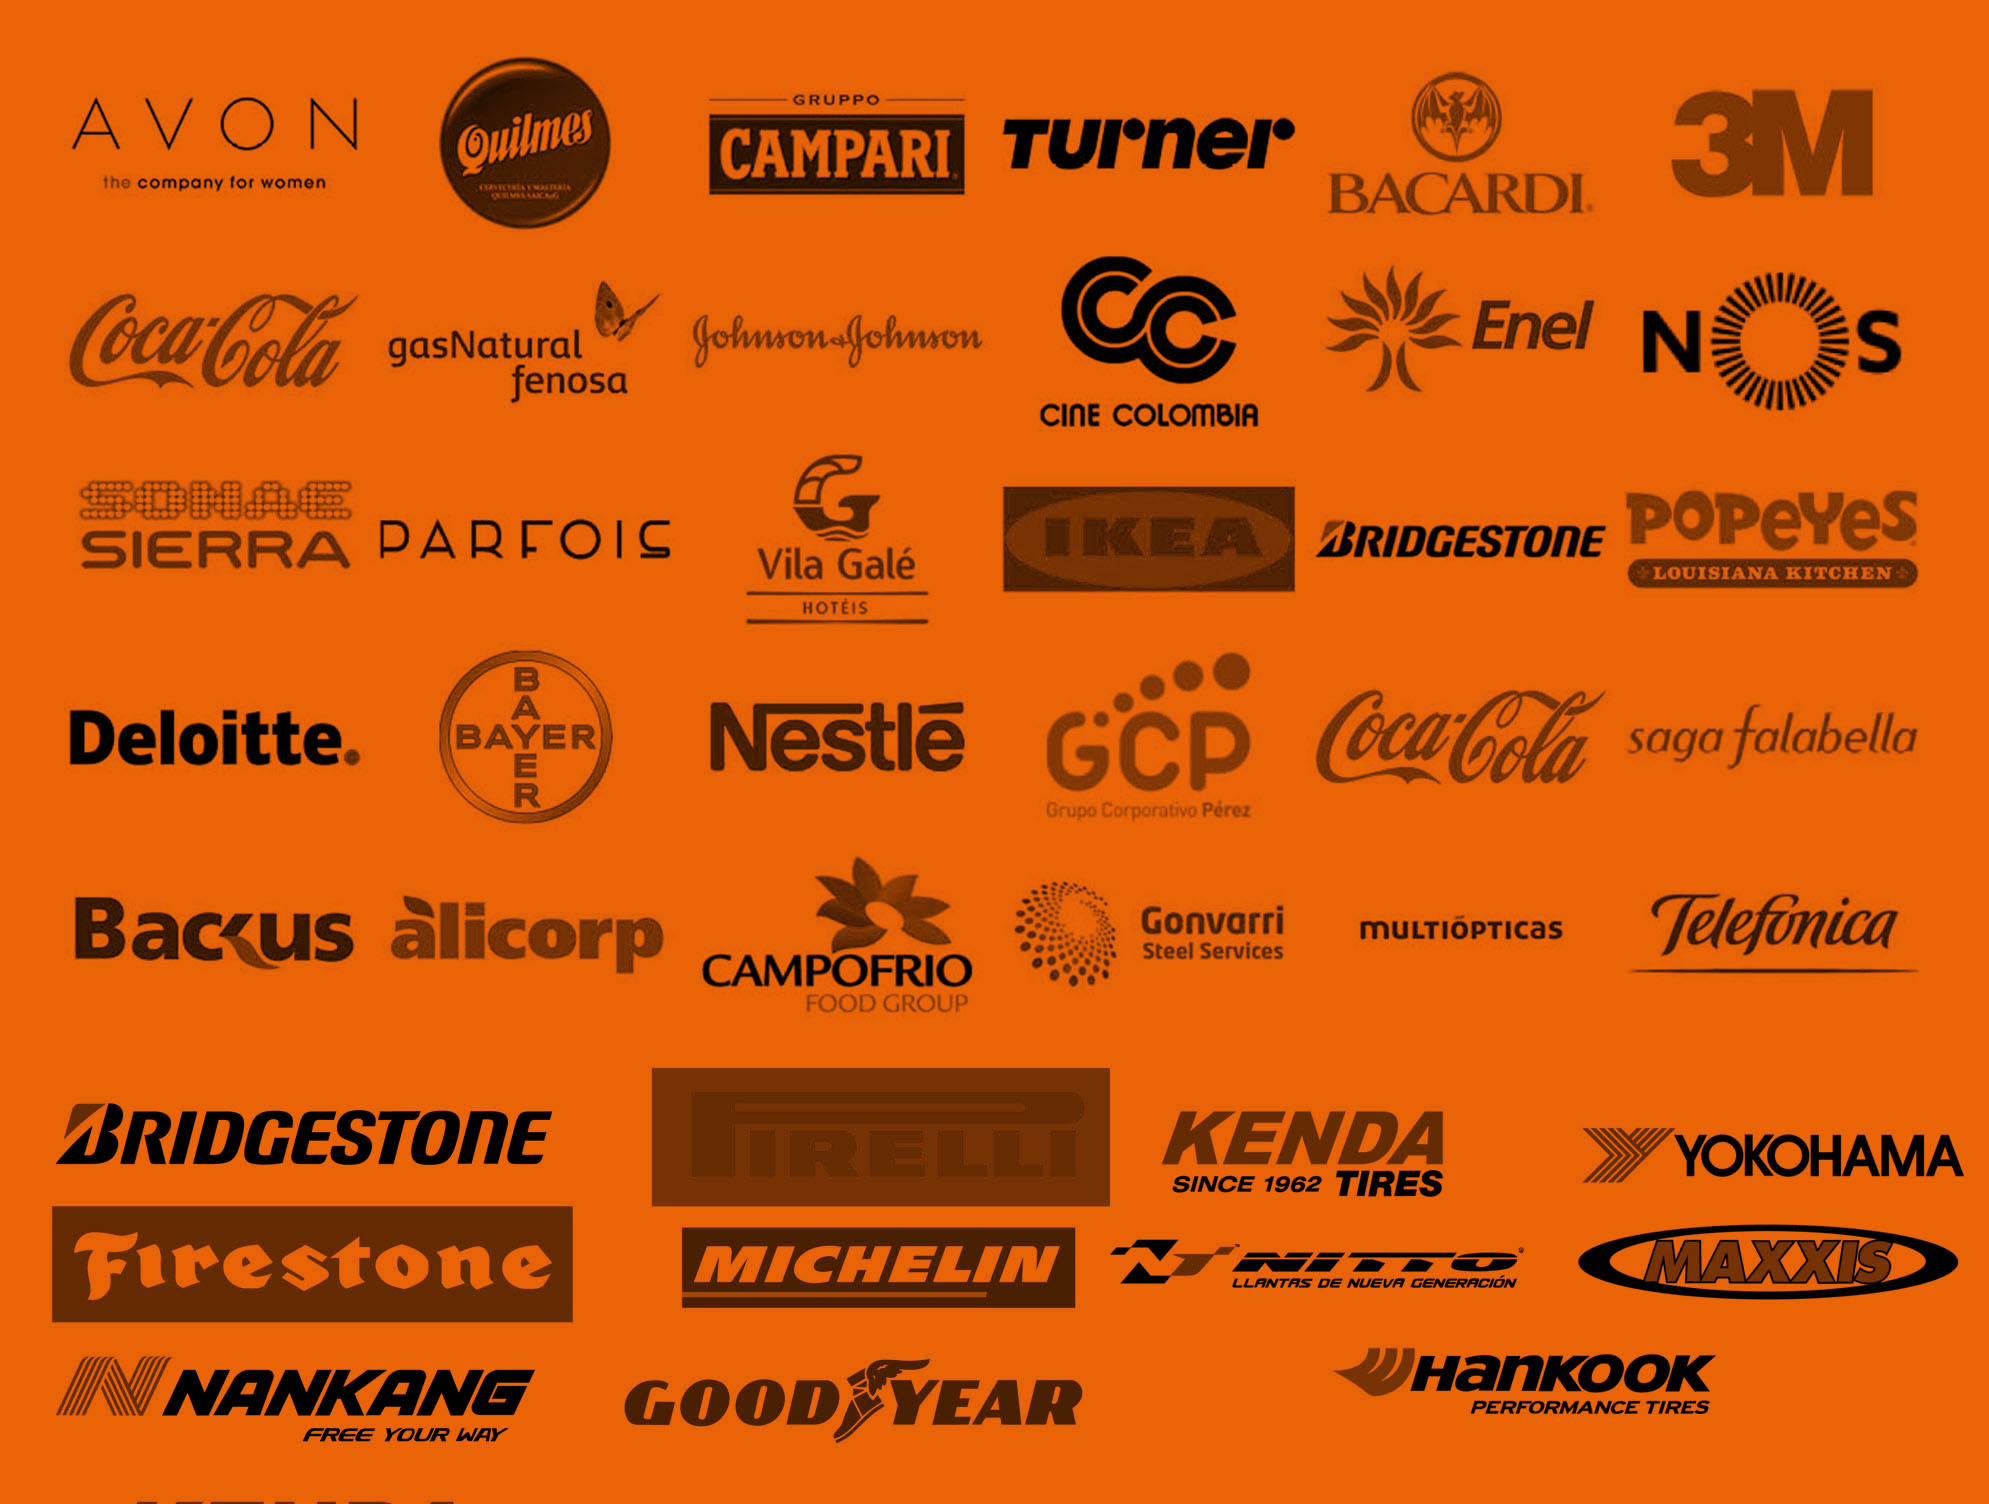 AVON
the company for women
Quilmes
CERVECERÍA Y MALTERÍA
QUILMES SAICAyG
GRUPPO
CAMPARI
Turner
BACARDI
3M
Coca-Cola
gasNatural
fenosa
Johnson & Johnson
CC
CINE COLOMBIA
Enel
NOS
SONAE
SIERRA
PARFOIS
G
Vila Galé
HOTÉIS
IKEA
BRIDGESTONE
POPEYES
LOUISIANA KITCHEN
Deloitte.
BAYER
BAYER
Nestlé
GCP
Grupo Corporativo Pérez
Coca-Cola
saga falabella
Backus
alicorp
CAMPOFRIO
FOOD GROUP
Gonvarri
Steel Services
MULTIÓPTICAS
Telefónica
BRIDGESTONE
PIRELLI
KENDA
SINCE 1962 TIRES
YOKOHAMA
Firestone
MICHELIN
NITTO
LLANTAS DE NUEVA GENERACIÓN
MAXXIS
NANKANG
FREE YOUR WAY
GOODYEAR
HANKOOK
PERFORMANCE TIRES